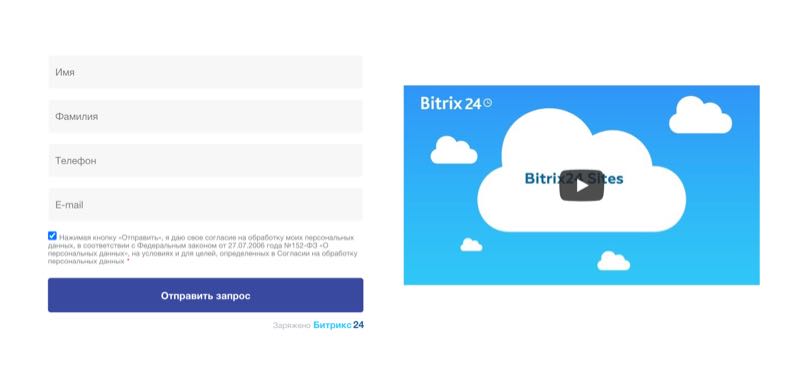 Имя
Фамилия
Телефон
E-mail
Нажимая кнопку «Отправить», я даю свое согласие на обработку моих персональных
данных, в соответствии с Федеральным законом от 27.07.2006 года №152-ФЗ «О
персональных данных», на условиях и для целей, определенных в Согласии на обработку
персональных данных *
Отправить запрос
Заряжено Битрикс24
Bitrix 24
Bitrix24 Sites